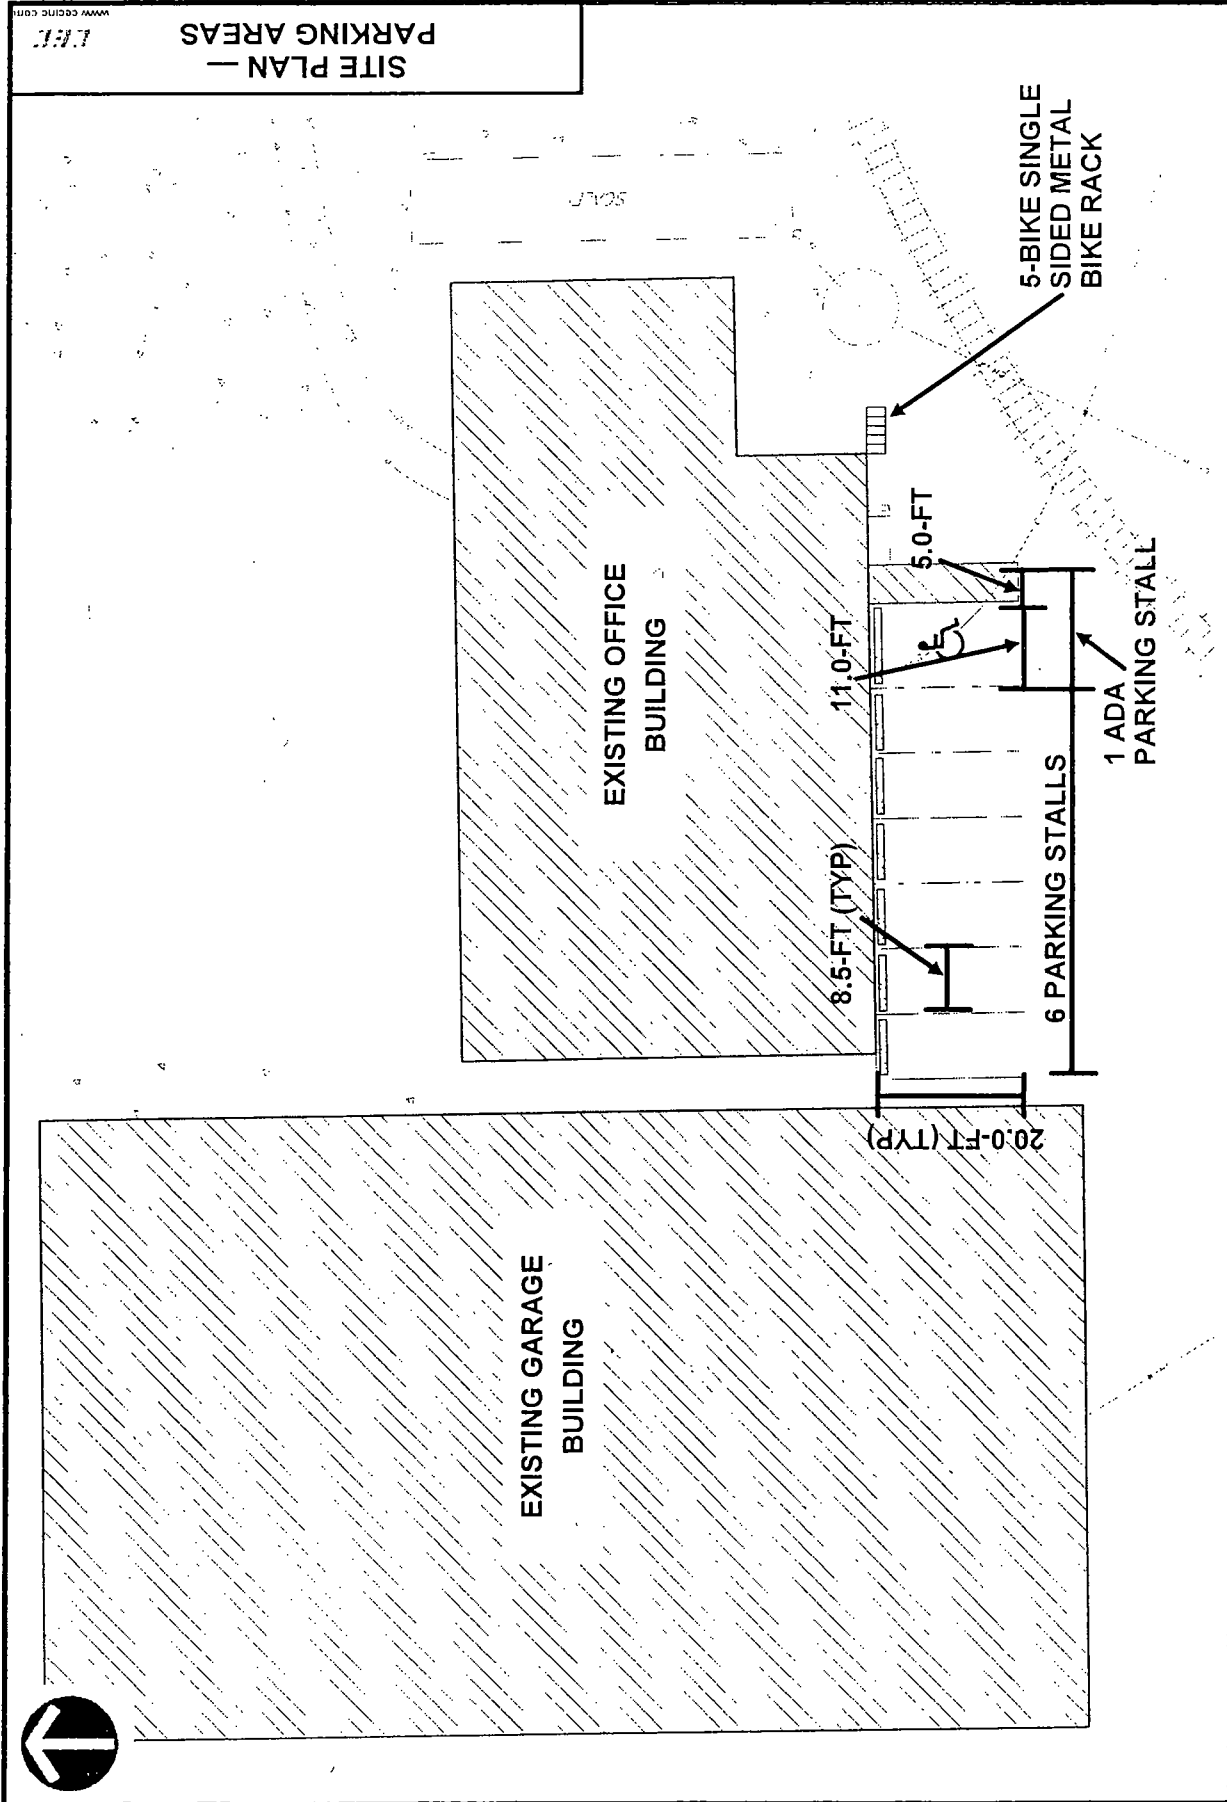 SITE PLAN —
PARKING AREAS
SCALE
5-BIKE SINGLE
SIDED METAL
BIKE RACK
EXISTING OFFICE
BUILDING
5.0-FT
11.0-FT
8.5-FT (TYP)
1 ADA
PARKING STALL
6 PARKING STALLS
20.0-FT (TYP)
EXISTING GARAGE
BUILDING